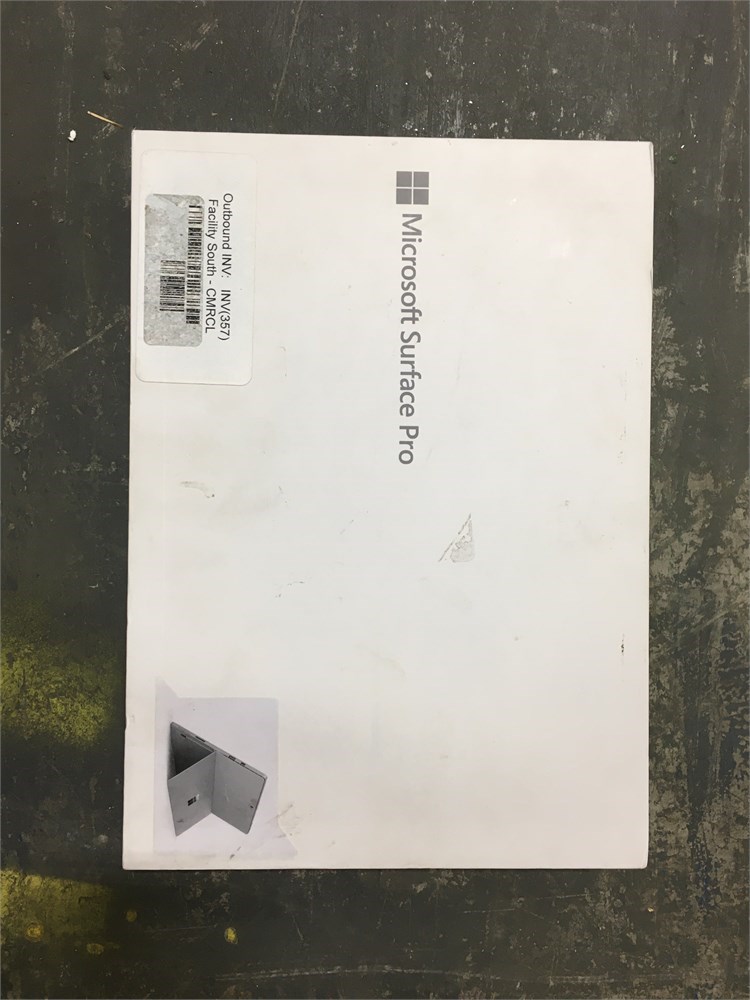 Outbound INV: INV(357)
Facility South - CMRCL
Microsoft Surface Pro